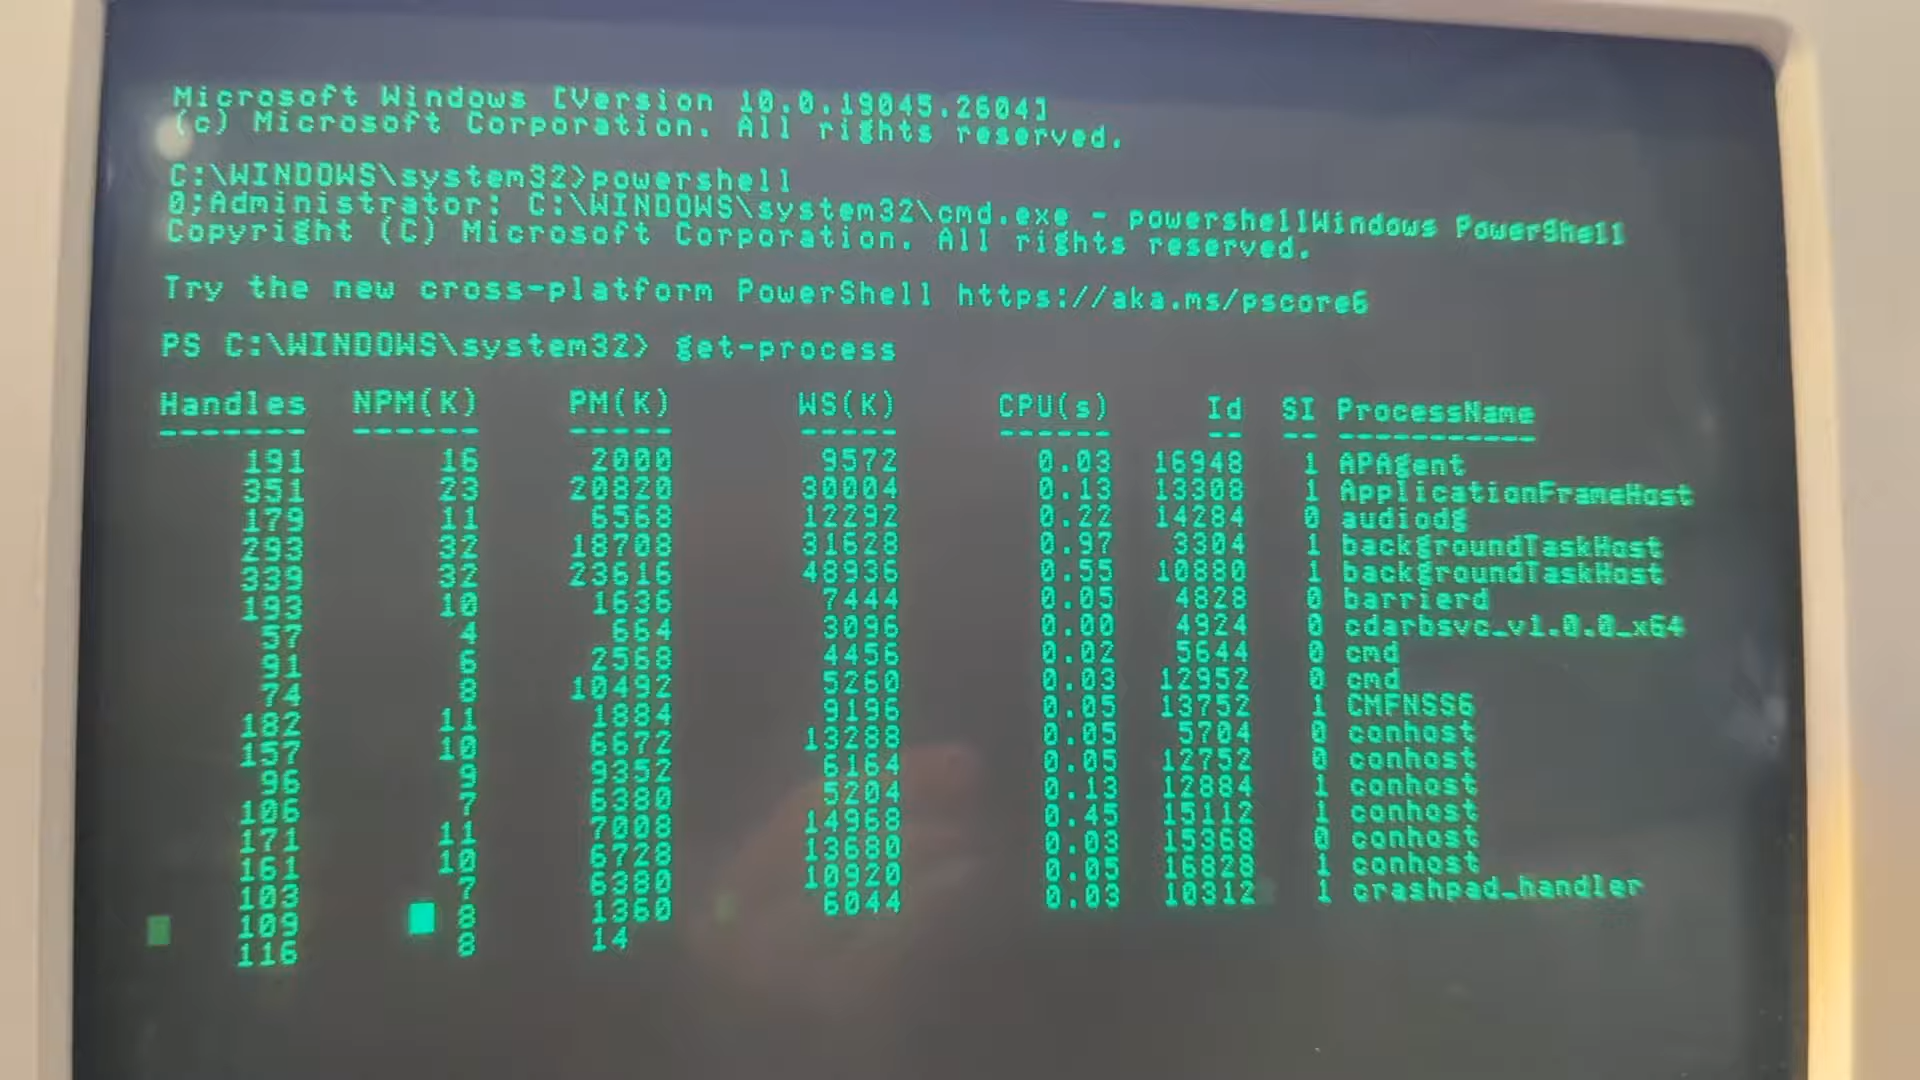 Microsoft Windows [Version 10.0.19045.2604]
(c) Microsoft Corporation. All rights reserved.
C:\WINDOWS\system32>powershell
0;Administrator: C:\WINDOWS\system32\cmd.exe - powershellWindows PowerShell
Copyright (C) Microsoft Corporation. All rights reserved.
Try the new cross-platform PowerShell https://aka.ms/pscore6
PS C:\WINDOWS\system32> get-process
Handles NPM(K) PM(K) WS(K) CPU(s) Id SI ProcessName
------- ------ ----- ----- ------ -- -- -----------
191 16 2000 9572 0.03 16948 1 APAgent
351 23 20820 30004 0.13 13308 1 ApplicationFrameHost
179 11 6568 12292 0.22 14284 0 audiodg
293 32 18708 31628 0.97 3304 1 backgroundTaskHost
339 32 23616 48936 0.55 10880 1 backgroundTaskHost
193 10 1636 7444 0.05 4828 0 barrierd
57 4 664 3096 0.00 4924 0 cdarbsvc_v1.0.0_x64
91 6 2568 4456 0.02 5644 0 cmd
74 8 10492 5260 0.03 12952 0 cmd
182 11 1884 9196 0.05 13752 1 CMFNSS6
157 10 6672 13288 0.05 5704 0 conhost
96 9 9352 6164 0.05 12752 0 conhost
106 7 6380 5204 0.13 12884 1 conhost
171 11 7008 14968 0.45 15112 1 conhost
161 10 6728 13680 0.03 15368 0 conhost
103 7 6380 10920 0.05 16828 1 conhost
109 8 1360 6044 0.03 10312 1 crashpad_handler
116 8 14